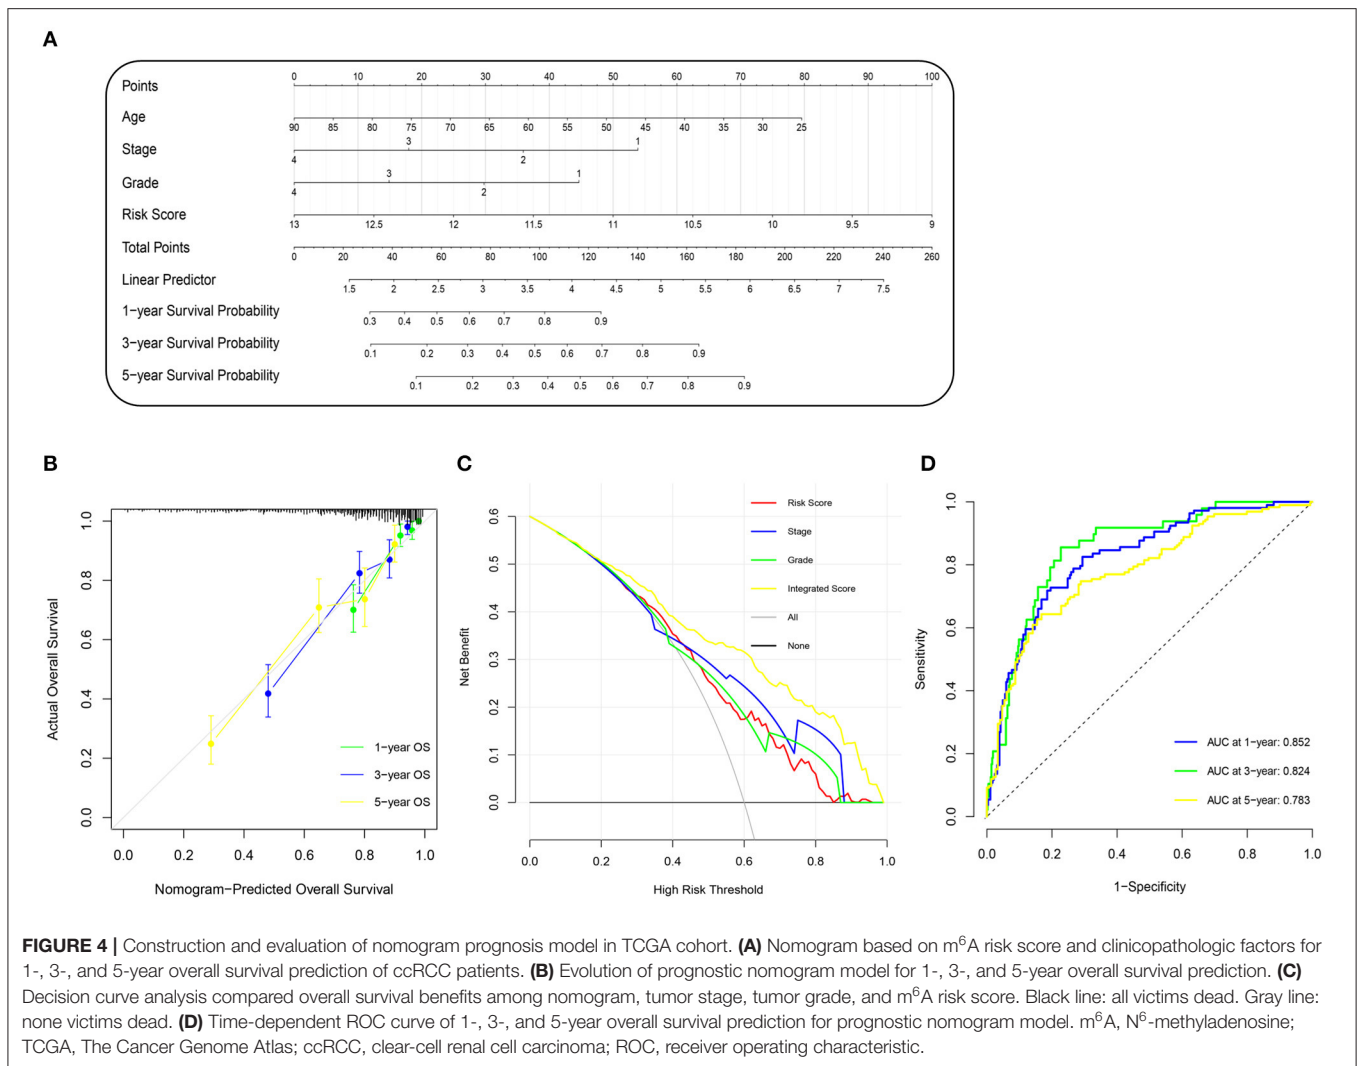 A
Points
0 10 20 30 40 50 60 70 80 90 100
Age
90 85 80 75 70 65 60 55 50 45 40 35 30 25
Stage
4 3 2 1
Grade
4 3 2 1
Risk Score
13 12.5 12 11.5 11 10.5 10 9.5 9
Total Points
0 20 40 60 80 100 120 140 160 180 200 220 240 260
Linear Predictor
1.5 2 2.5 3 3.5 4 4.5 5 5.5 6 6.5 7 7.5
1−year Survival Probability
0.3 0.4 0.5 0.6 0.7 0.8 0.9
3−year Survival Probability
0.1 0.2 0.3 0.4 0.5 0.6 0.7 0.8 0.9
5−year Survival Probability
0.1 0.2 0.3 0.4 0.5 0.6 0.7 0.8 0.9
B
Actual Overall Survival
1.0
0.8
0.6
0.4
0.2
0.0
1−year OS
3−year OS
5−year OS
0.0 0.2 0.4 0.6 0.8 1.0
Nomogram−Predicted Overall Survival
C
Net Benefit
0.6
0.5
0.4
0.3
0.2
0.1
0.0
Risk Score
Stage
Grade
Integrated Score
All
None
0.0 0.2 0.4 0.6 0.8 1.0
High Risk Threshold
D
Sensitivity
1.0
0.8
0.6
0.4
0.2
0.0
AUC at 1−year: 0.852
AUC at 3−year: 0.824
AUC at 5−year: 0.783
0.0 0.2 0.4 0.6 0.8 1.0
1−Specificity
FIGURE 4 | Construction and evaluation of nomogram prognosis model in TCGA cohort. (A) Nomogram based on m⁶A risk score and clinicopathologic factors for
1-, 3-, and 5-year overall survival prediction of ccRCC patients. (B) Evolution of prognostic nomogram model for 1-, 3-, and 5-year overall survival prediction. (C)
Decision curve analysis compared overall survival benefits among nomogram, tumor stage, tumor grade, and m⁶A risk score. Black line: all victims dead. Gray line:
none victims dead. (D) Time-dependent ROC curve of 1-, 3-, and 5-year overall survival prediction for prognostic nomogram model. m⁶A, N⁶-methyladenosine;
TCGA, The Cancer Genome Atlas; ccRCC, clear-cell renal cell carcinoma; ROC, receiver operating characteristic.